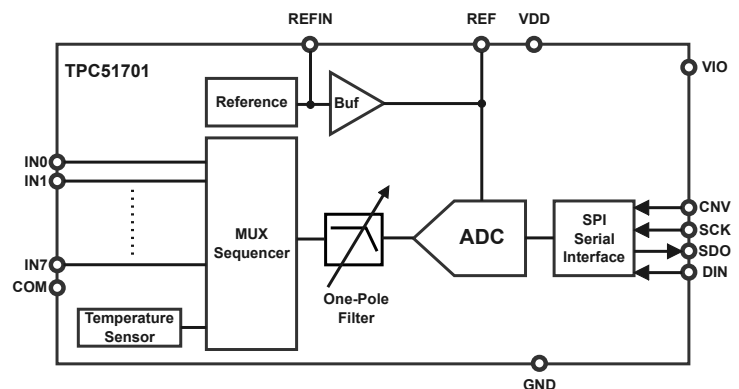 REFIN
REF
VDD
TPC51701
VIO
Reference
Buf
IN0
IN1
MUX
Sequencer
ADC
SPI
Serial
Interface
CNV
SCK
SDO
DIN
IN7
COM
One-Pole
Filter
Temperature
Sensor
GND